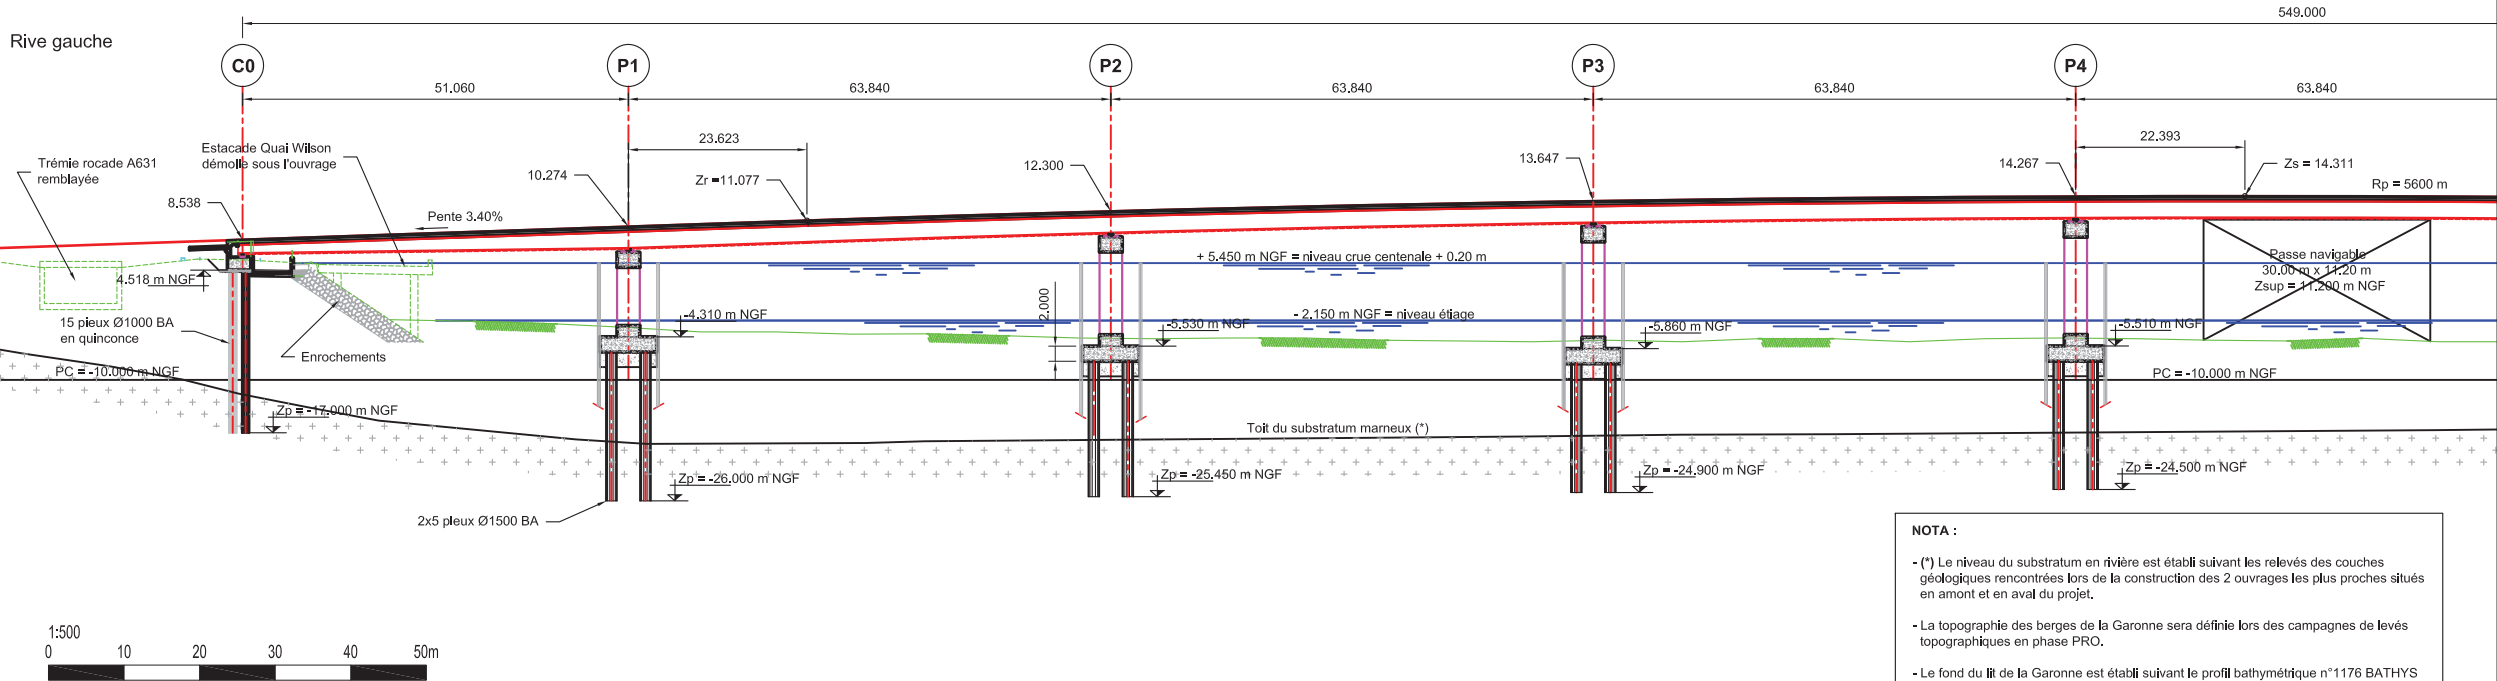 549.000
Rive gauche
C0
P1
P2
P3
P4
51.060
63.840
63.840
63.840
63.840
23.623
22.393
Estacade Quai Wilson
démolie sous l'ouvrage
Trémie rocade A631
remblayée
8.538
10.274
Zr =11.077
12.300
13.647
14.267
Zs = 14.311
Rp = 5600 m
Pente 3.40%
+ 5.450 m NGF = niveau crue centenale + 0.20 m
Passe navigable
30.00 m x 11.20 m
Zsup = 11.200 m NGF
4.518 m NGF
2.000
-4.310 m NGF
- 2.150 m NGF = niveau étiage
-5.530 m NGF
-5.860 m NGF
-5.510 m NGF
15 pieux Ø1000 BA
en quinconce
Enrochements
PC = -10.000 m NGF
PC = -10.000 m NGF
Zp = -17.000 m NGF
Toit du substratum marneux (*)
Zp = -26.000 m NGF
Zp = -25.450 m NGF
Zp = -24.900 m NGF
Zp = -24.500 m NGF
2x5 pieux Ø1500 BA
NOTA :
- (*) Le niveau du substratum en rivière est établi suivant les relevés des couches
géologiques rencontrées lors de la construction des 2 ouvrages les plus proches situés
en amont et en aval du projet.
- La topographie des berges de la Garonne sera définie lors des campagnes de levés
topographiques en phase PRO.
- Le fond du lit de la Garonne est établi suivant le profil bathymétrique n°1176 BATHYS
1:500
0 10 20 30 40 50m